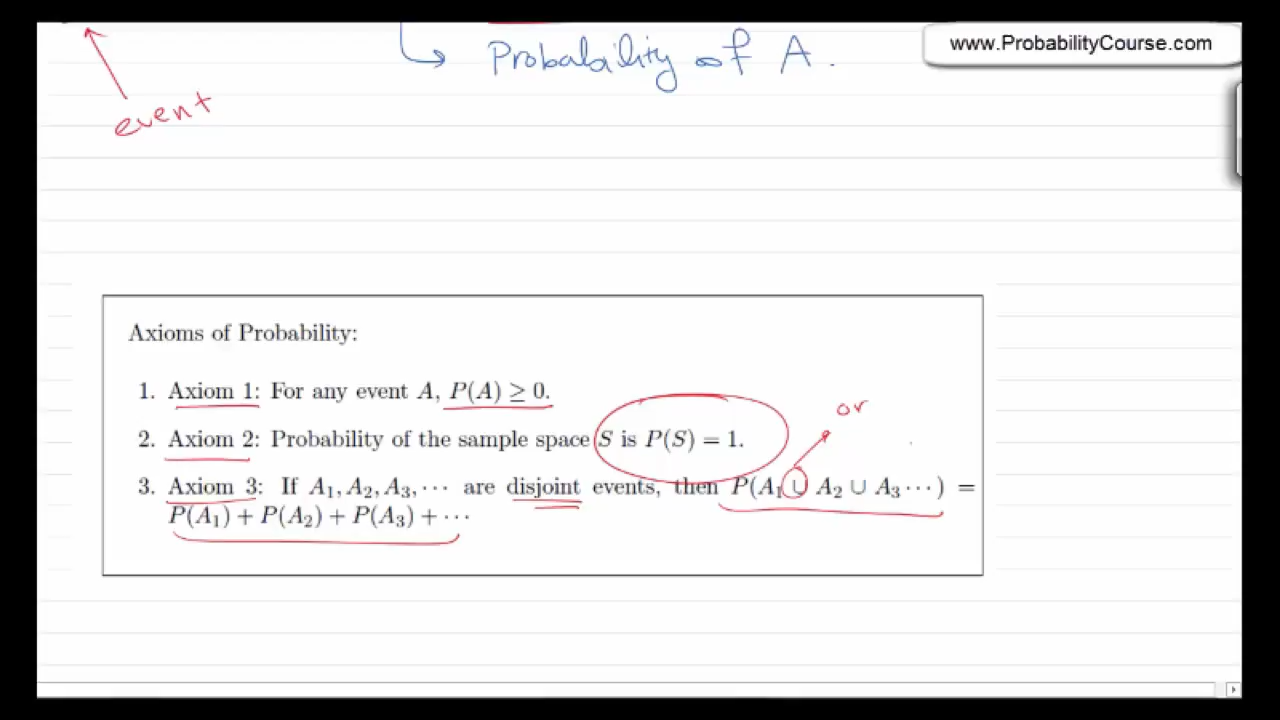 www.ProbabilityCourse.com
Probability of A.
event
Axioms of Probability:
1. Axiom 1: For any event A, P(A) ≥ 0.
or
2. Axiom 2: Probability of the sample space S is P(S) = 1.
3. Axiom 3: If A₁, A₂, A₃, ⋯ are disjoint events, then P(A₁ ∪ A₂ ∪ A₃ ⋯) =
P(A₁) + P(A₂) + P(A₃) + ⋯